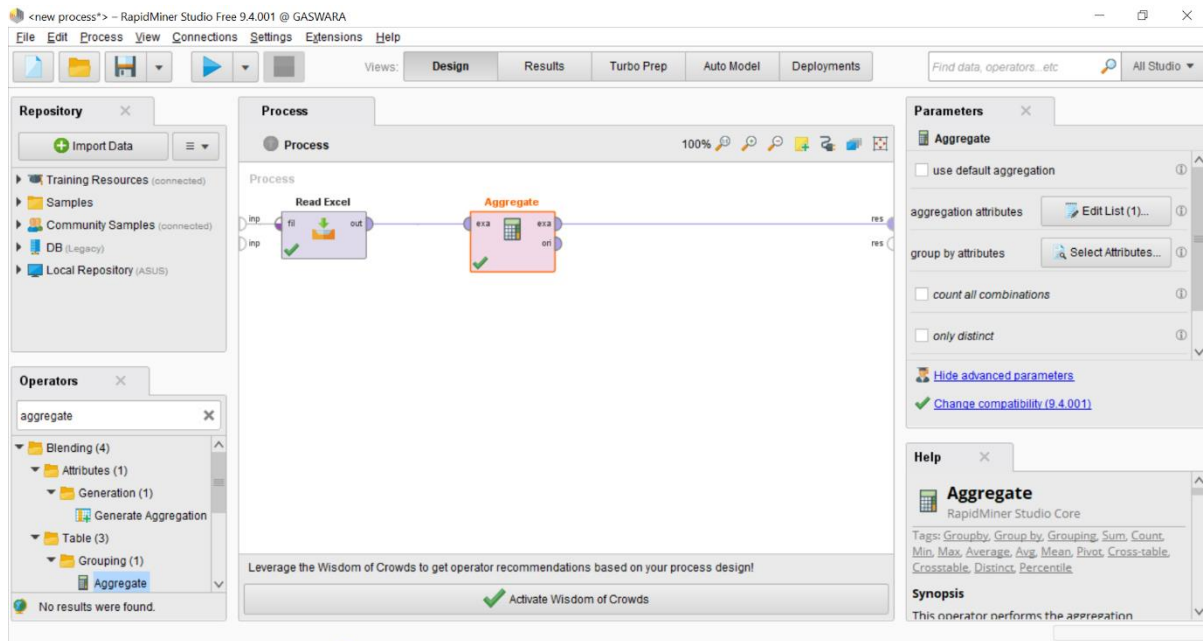 <new process*> – RapidMiner Studio Free 9.4.001 @ GASWARA
File Edit Process View Connections Settings Extensions Help
Views: Design Results Turbo Prep Auto Model Deployments
Find data, operators...etc
All Studio
Repository
Import Data
Training Resources (connected)
Samples
Community Samples (connected)
DB (Legacy)
Local Repository (ASUS)
Operators
aggregate
Blending (4)
Attributes (1)
Generation (1)
Generate Aggregation
Table (3)
Grouping (1)
Aggregate
No results were found.
Process
Process
100%
Process
Read Excel
Aggregate
inp
fil
out
exa
exa
res
inp
ori
res
Leverage the Wisdom of Crowds to get operator recommendations based on your process design!
Activate Wisdom of Crowds
Parameters
Aggregate
use default aggregation
aggregation attributes
Edit List (1)...
group by attributes
Select Attributes...
count all combinations
only distinct
Hide advanced parameters
Change compatibility (9.4.001)
Help
Aggregate
RapidMiner Studio Core
Tags: Groupby, Group by, Grouping, Sum, Count,
Min, Max, Average, Avg, Mean, Pivot, Cross-table,
Crosstable, Distinct, Percentile
Synopsis
This operator performs the aggregation